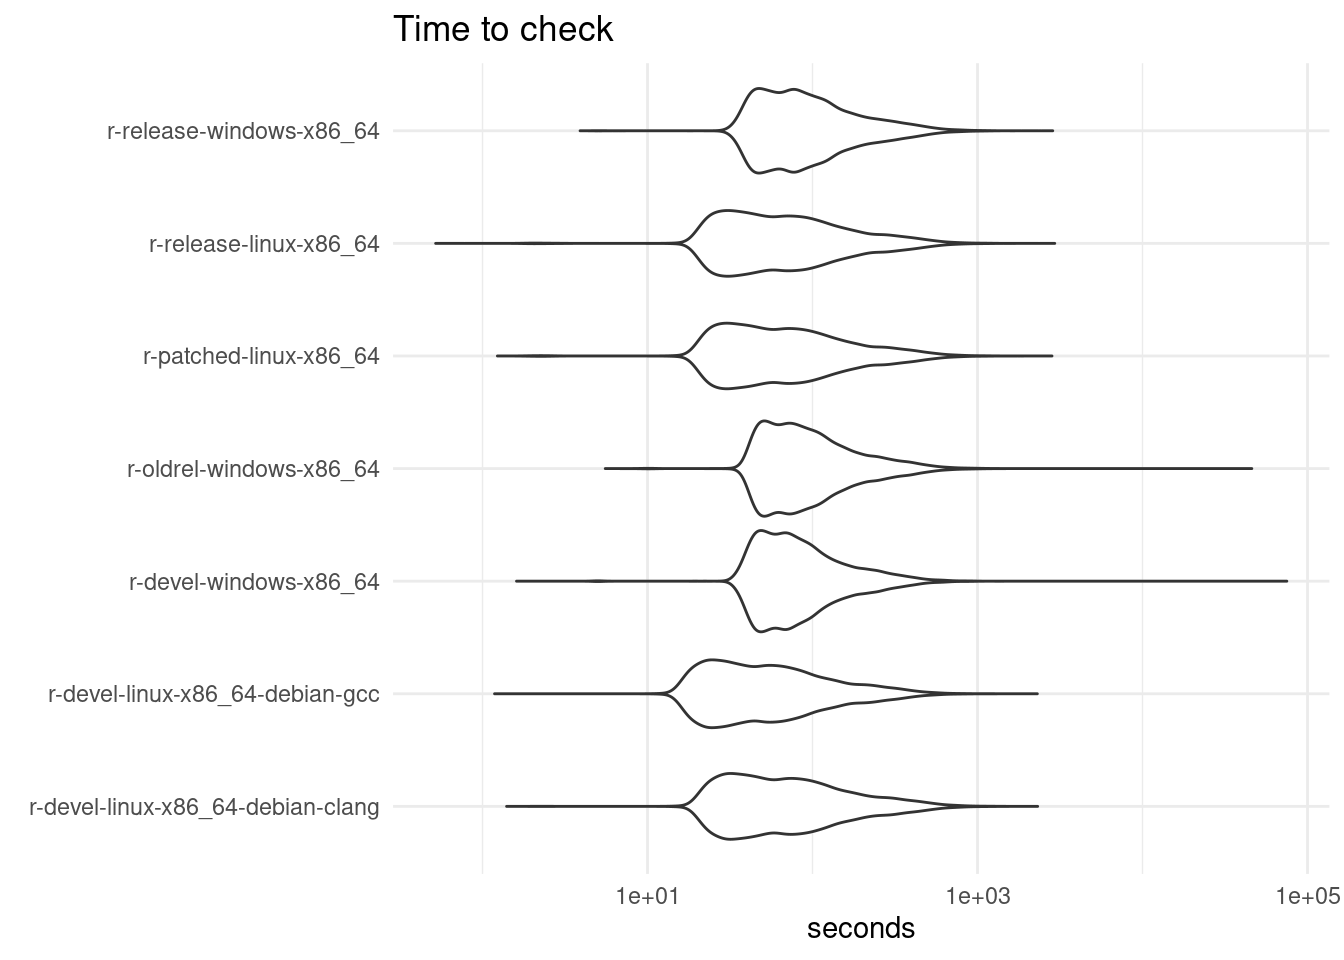 Time to check
r-release-windows-x86_64
r-release-linux-x86_64
r-patched-linux-x86_64
r-oldrel-windows-x86_64
r-devel-windows-x86_64
r-devel-linux-x86_64-debian-gcc
r-devel-linux-x86_64-debian-clang
1e+01 1e+03 1e+05
seconds